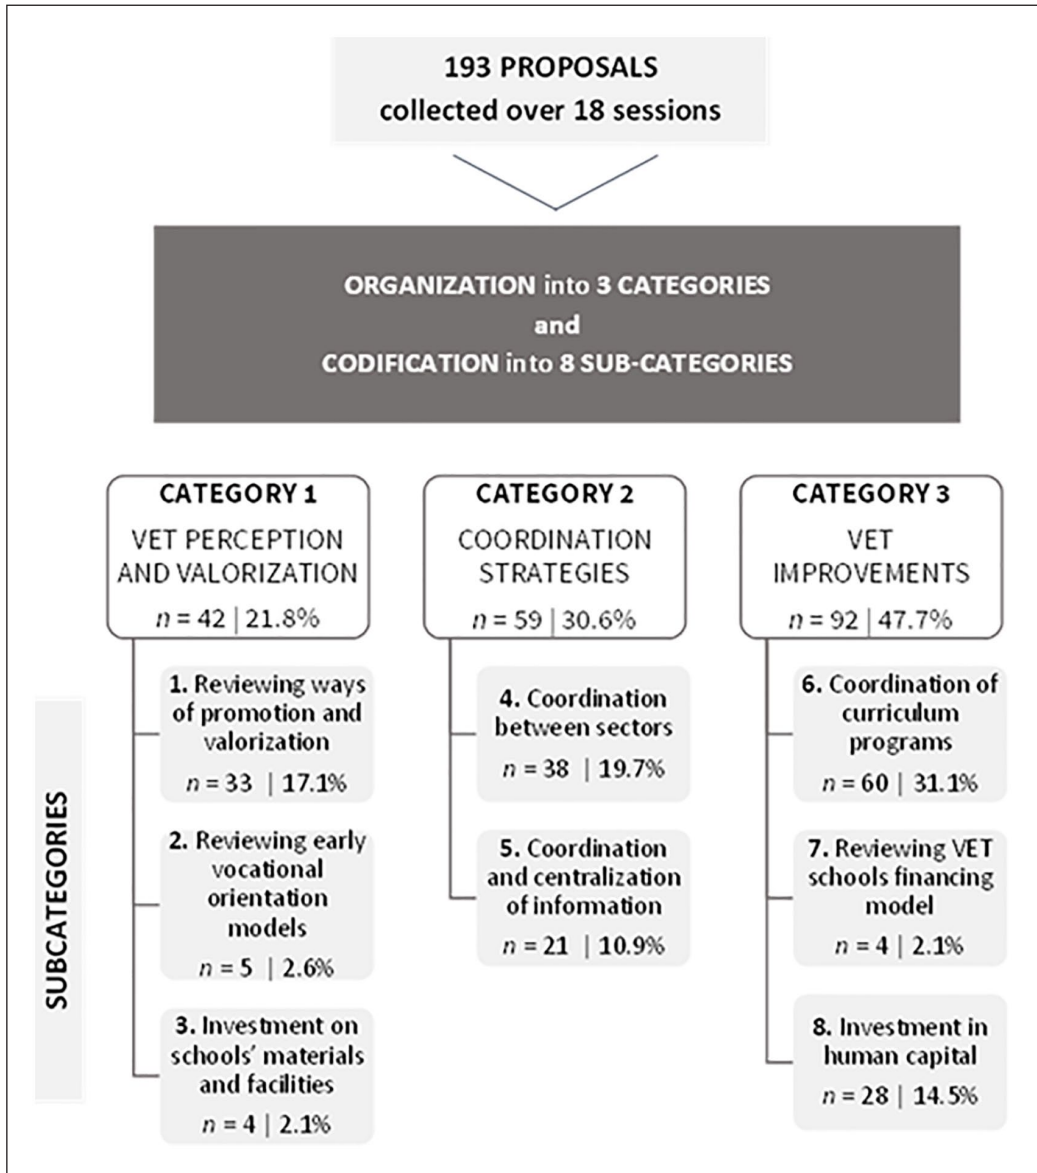 193 PROPOSALS
collected over 18 sessions
ORGANIZATION into 3 CATEGORIES
and
CODIFICATION into 8 SUB-CATEGORIES
CATEGORY 1
VET PERCEPTION
AND VALORIZATION
n = 42 | 21.8%
CATEGORY 2
COORDINATION
STRATEGIES
n = 59 | 30.6%
CATEGORY 3
VET
IMPROVEMENTS
n = 92 | 47.7%
SUBCATEGORIES
1. Reviewing ways
of promotion and
valorization
n = 33 | 17.1%
2. Reviewing early
vocational
orientation
models
n = 5 | 2.6%
3. Investment on
schools' materials
and facilities
n = 4 | 2.1%
4. Coordination
between sectors
n = 38 | 19.7%
5. Coordination
and centralization
of information
n = 21 | 10.9%
6. Coordination of
curriculum
programs
n = 60 | 31.1%
7. Reviewing VET
schools financing
model
n = 4 | 2.1%
8. Investment in
human capital
n = 28 | 14.5%